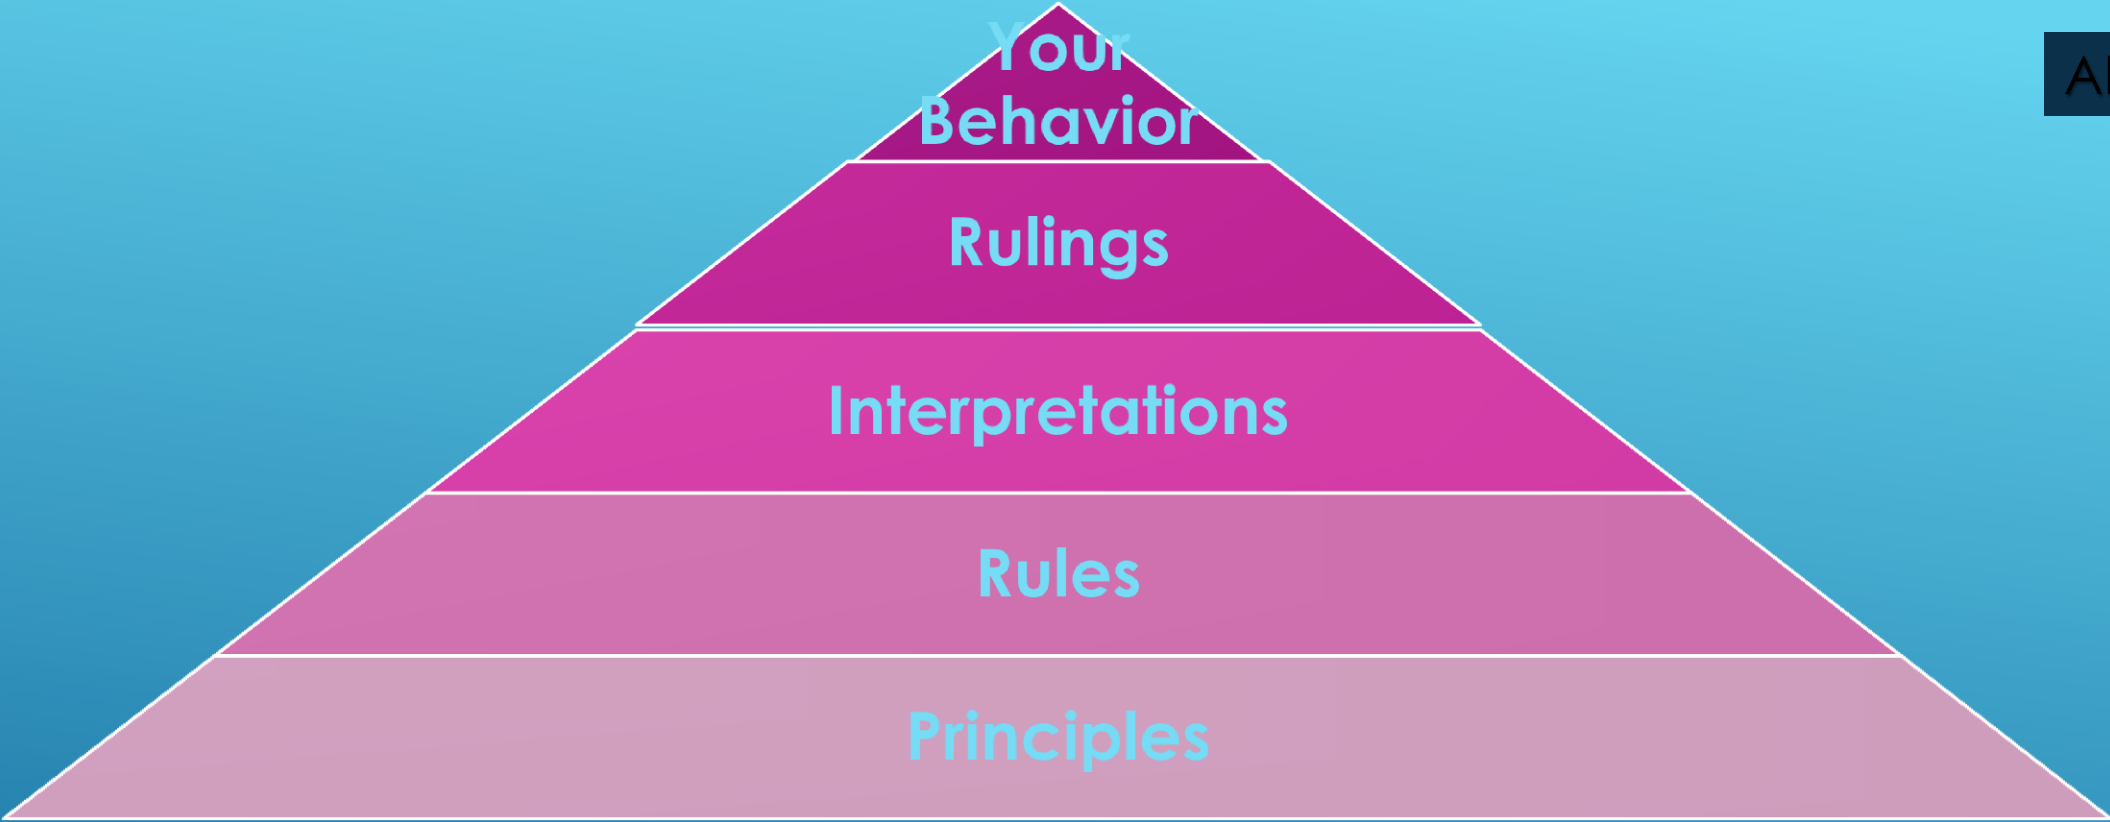 Your
Behavior
Rulings
Interpretations
Rules
Principles